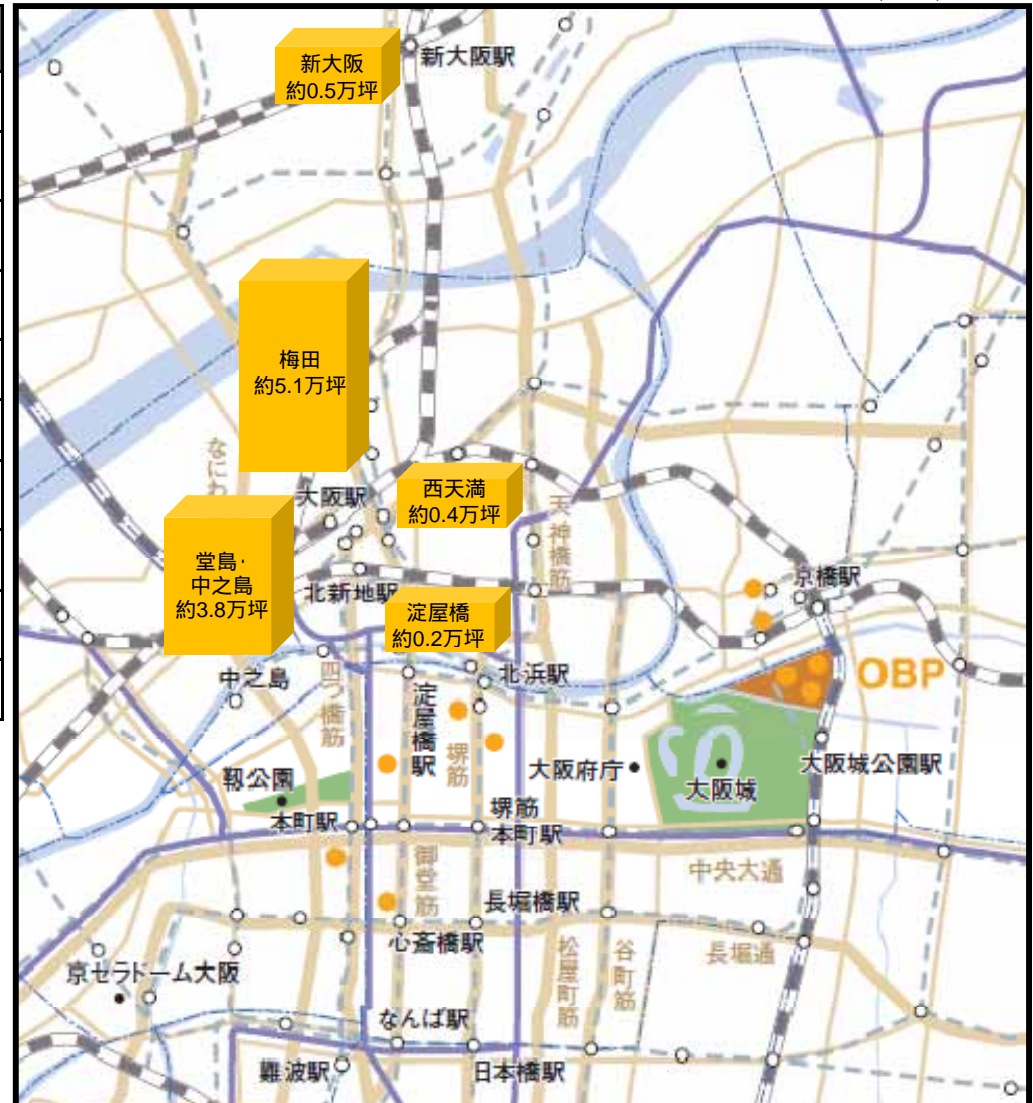 新大阪
約0.5万坪
新大阪駅
梅田
約5.1万坪
なにわ
大阪駅
西天満
約0.4万坪
天神橋筋
堂島・
中之島
約3.8万坪
北新地駅
淀屋橋
約0.2万坪
京橋駅
OBP
中之島
四つ橋筋
北浜駅
淀屋橋駅
堺筋
大阪府庁
大阪城
大阪城公園駅
靱公園
本町駅
堺筋
本町駅
御堂筋
中央大通
長堀橋駅
心斎橋駅
松屋町筋
谷町筋
長堀通
京セラドーム大阪
なんば駅
難波駅
日本橋駅